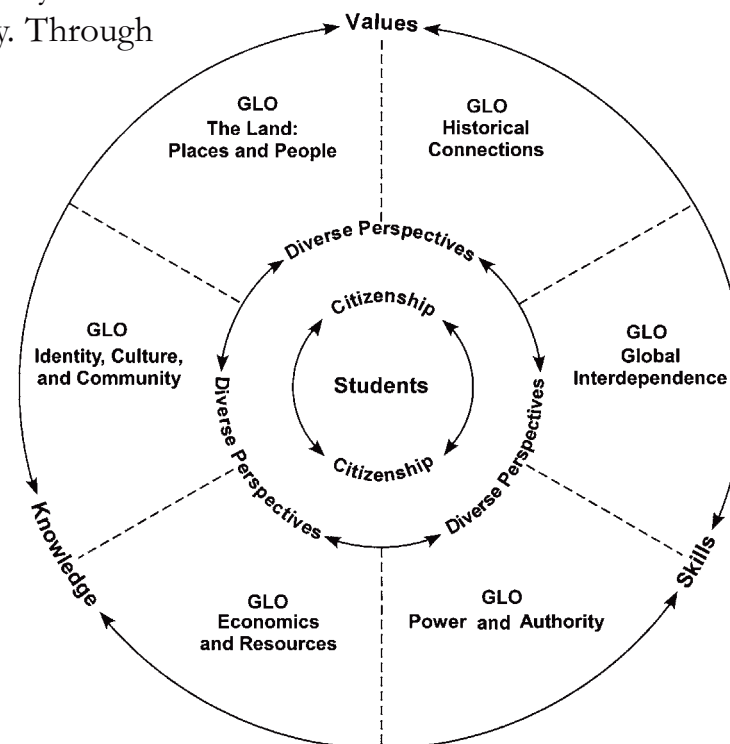 y. Through
Values
GLO
The Land:
Places and People
GLO
Historical
Connections
Diverse Perspectives
Citizenship
GLO
Identity, Culture,
and Community
Students
GLO
Global
Interdependence
Diverse Perspectives
Diverse Perspectives
Citizenship
Knowledge
Skills
GLO
Economics
and Resources
GLO
Power and Authority